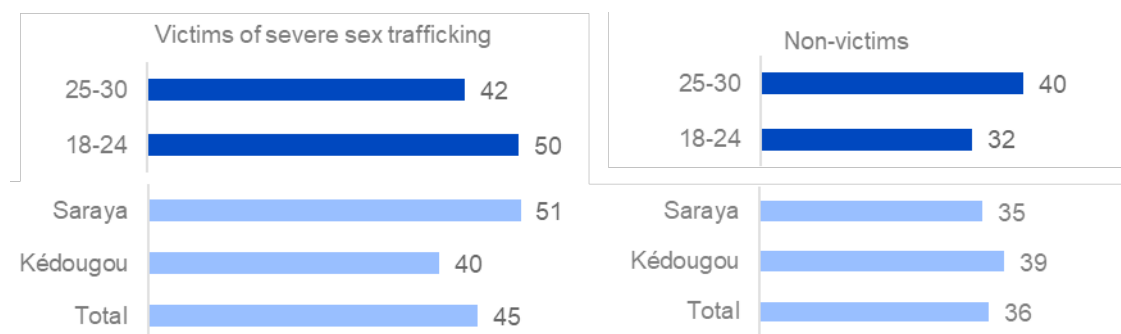 Victims of severe sex trafficking
25-30 42
18-24 50
Saraya 51
Kédougou 40
Total 45
Non-victims
25-30 40
18-24 32
Saraya 35
Kédougou 39
Total 36